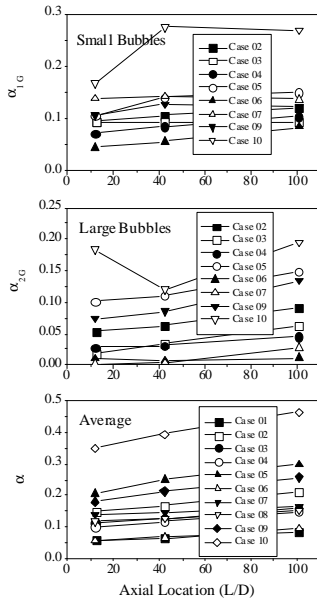 Small Bubbles
0.3
0.2
0.1
0.0
α1G
Case 02
Case 03
Case 04
Case 05
Case 06
Case 07
Case 09
Case 10
0 20 40 60 80 100
Large Bubbles
0.25
0.20
0.15
0.10
0.05
0.00
α2G
Case 02
Case 03
Case 04
Case 05
Case 06
Case 07
Case 09
Case 10
0 20 40 60 80 100
Average
0.5
0.4
0.3
0.2
0.1
0.0
α
Case 01
Case 02
Case 03
Case 04
Case 05
Case 06
Case 07
Case 08
Case 09
Case 10
0 20 40 60 80 100
Axial Location (L/D)